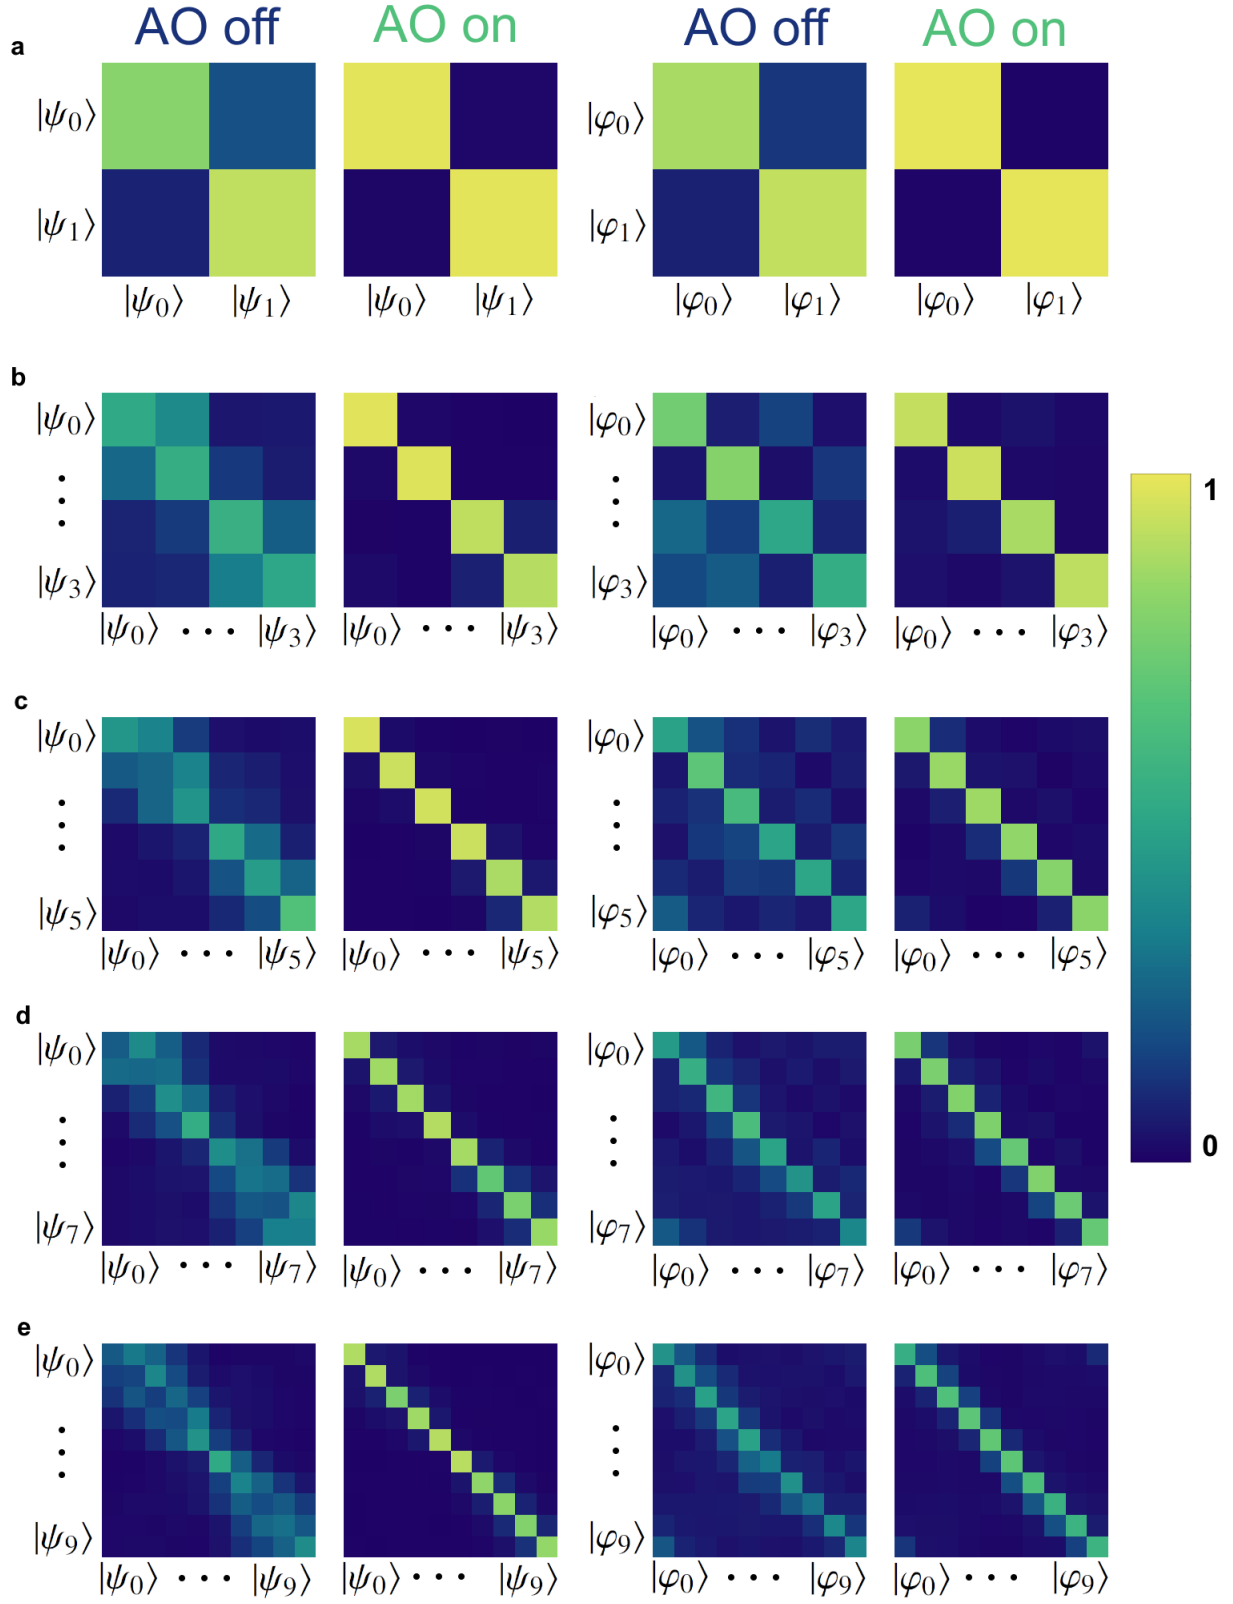 AO off AO on AO off AO on
a
|ψ₀⟩ |φ₀⟩
|ψ₁⟩ |φ₁⟩
|ψ₀⟩ |ψ₁⟩ |ψ₀⟩ |ψ₁⟩ |φ₀⟩ |φ₁⟩ |φ₀⟩ |φ₁⟩
b
|ψ₀⟩ |φ₀⟩
⋮ ⋮
1
|ψ₃⟩ |φ₃⟩
|ψ₀⟩ ··· |ψ₃⟩ |ψ₀⟩ ··· |ψ₃⟩ |φ₀⟩ ··· |φ₃⟩ |φ₀⟩ ··· |φ₃⟩
c
|ψ₀⟩ |φ₀⟩
⋮ ⋮
|ψ₅⟩ |φ₅⟩
|ψ₀⟩ ··· |ψ₅⟩ |ψ₀⟩ ··· |ψ₅⟩ |φ₀⟩ ··· |φ₅⟩ |φ₀⟩ ··· |φ₅⟩
d
|ψ₀⟩ |φ₀⟩
⋮ ⋮
0
|ψ₇⟩ |φ₇⟩
|ψ₀⟩ ··· |ψ₇⟩ |ψ₀⟩ ··· |ψ₇⟩ |φ₀⟩ ··· |φ₇⟩ |φ₀⟩ ··· |φ₇⟩
e
|ψ₀⟩ |φ₀⟩
⋮ ⋮
|ψ₉⟩ |φ₉⟩
|ψ₀⟩ ··· |ψ₉⟩ |ψ₀⟩ ··· |ψ₉⟩ |φ₀⟩ ··· |φ₉⟩ |φ₀⟩ ··· |φ₉⟩